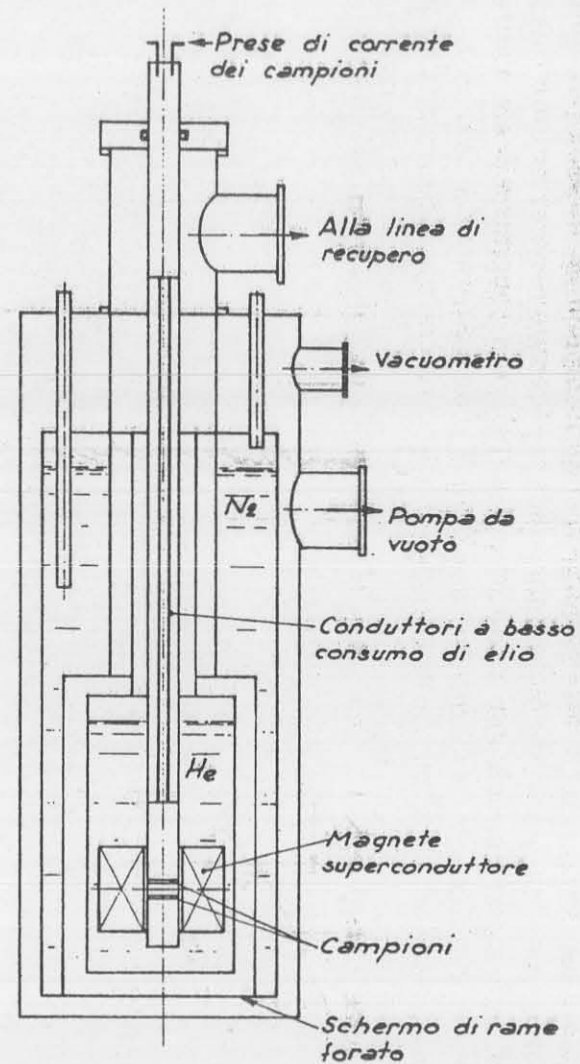 Prese di corrente
dei campioni
Alla linea di
recupero
Vacuometro
N2
Pompa da
vuoto
Conduttori a basso
consumo di elio
He
Magnete
superconduttore
Campioni
Schermo di rame
forato